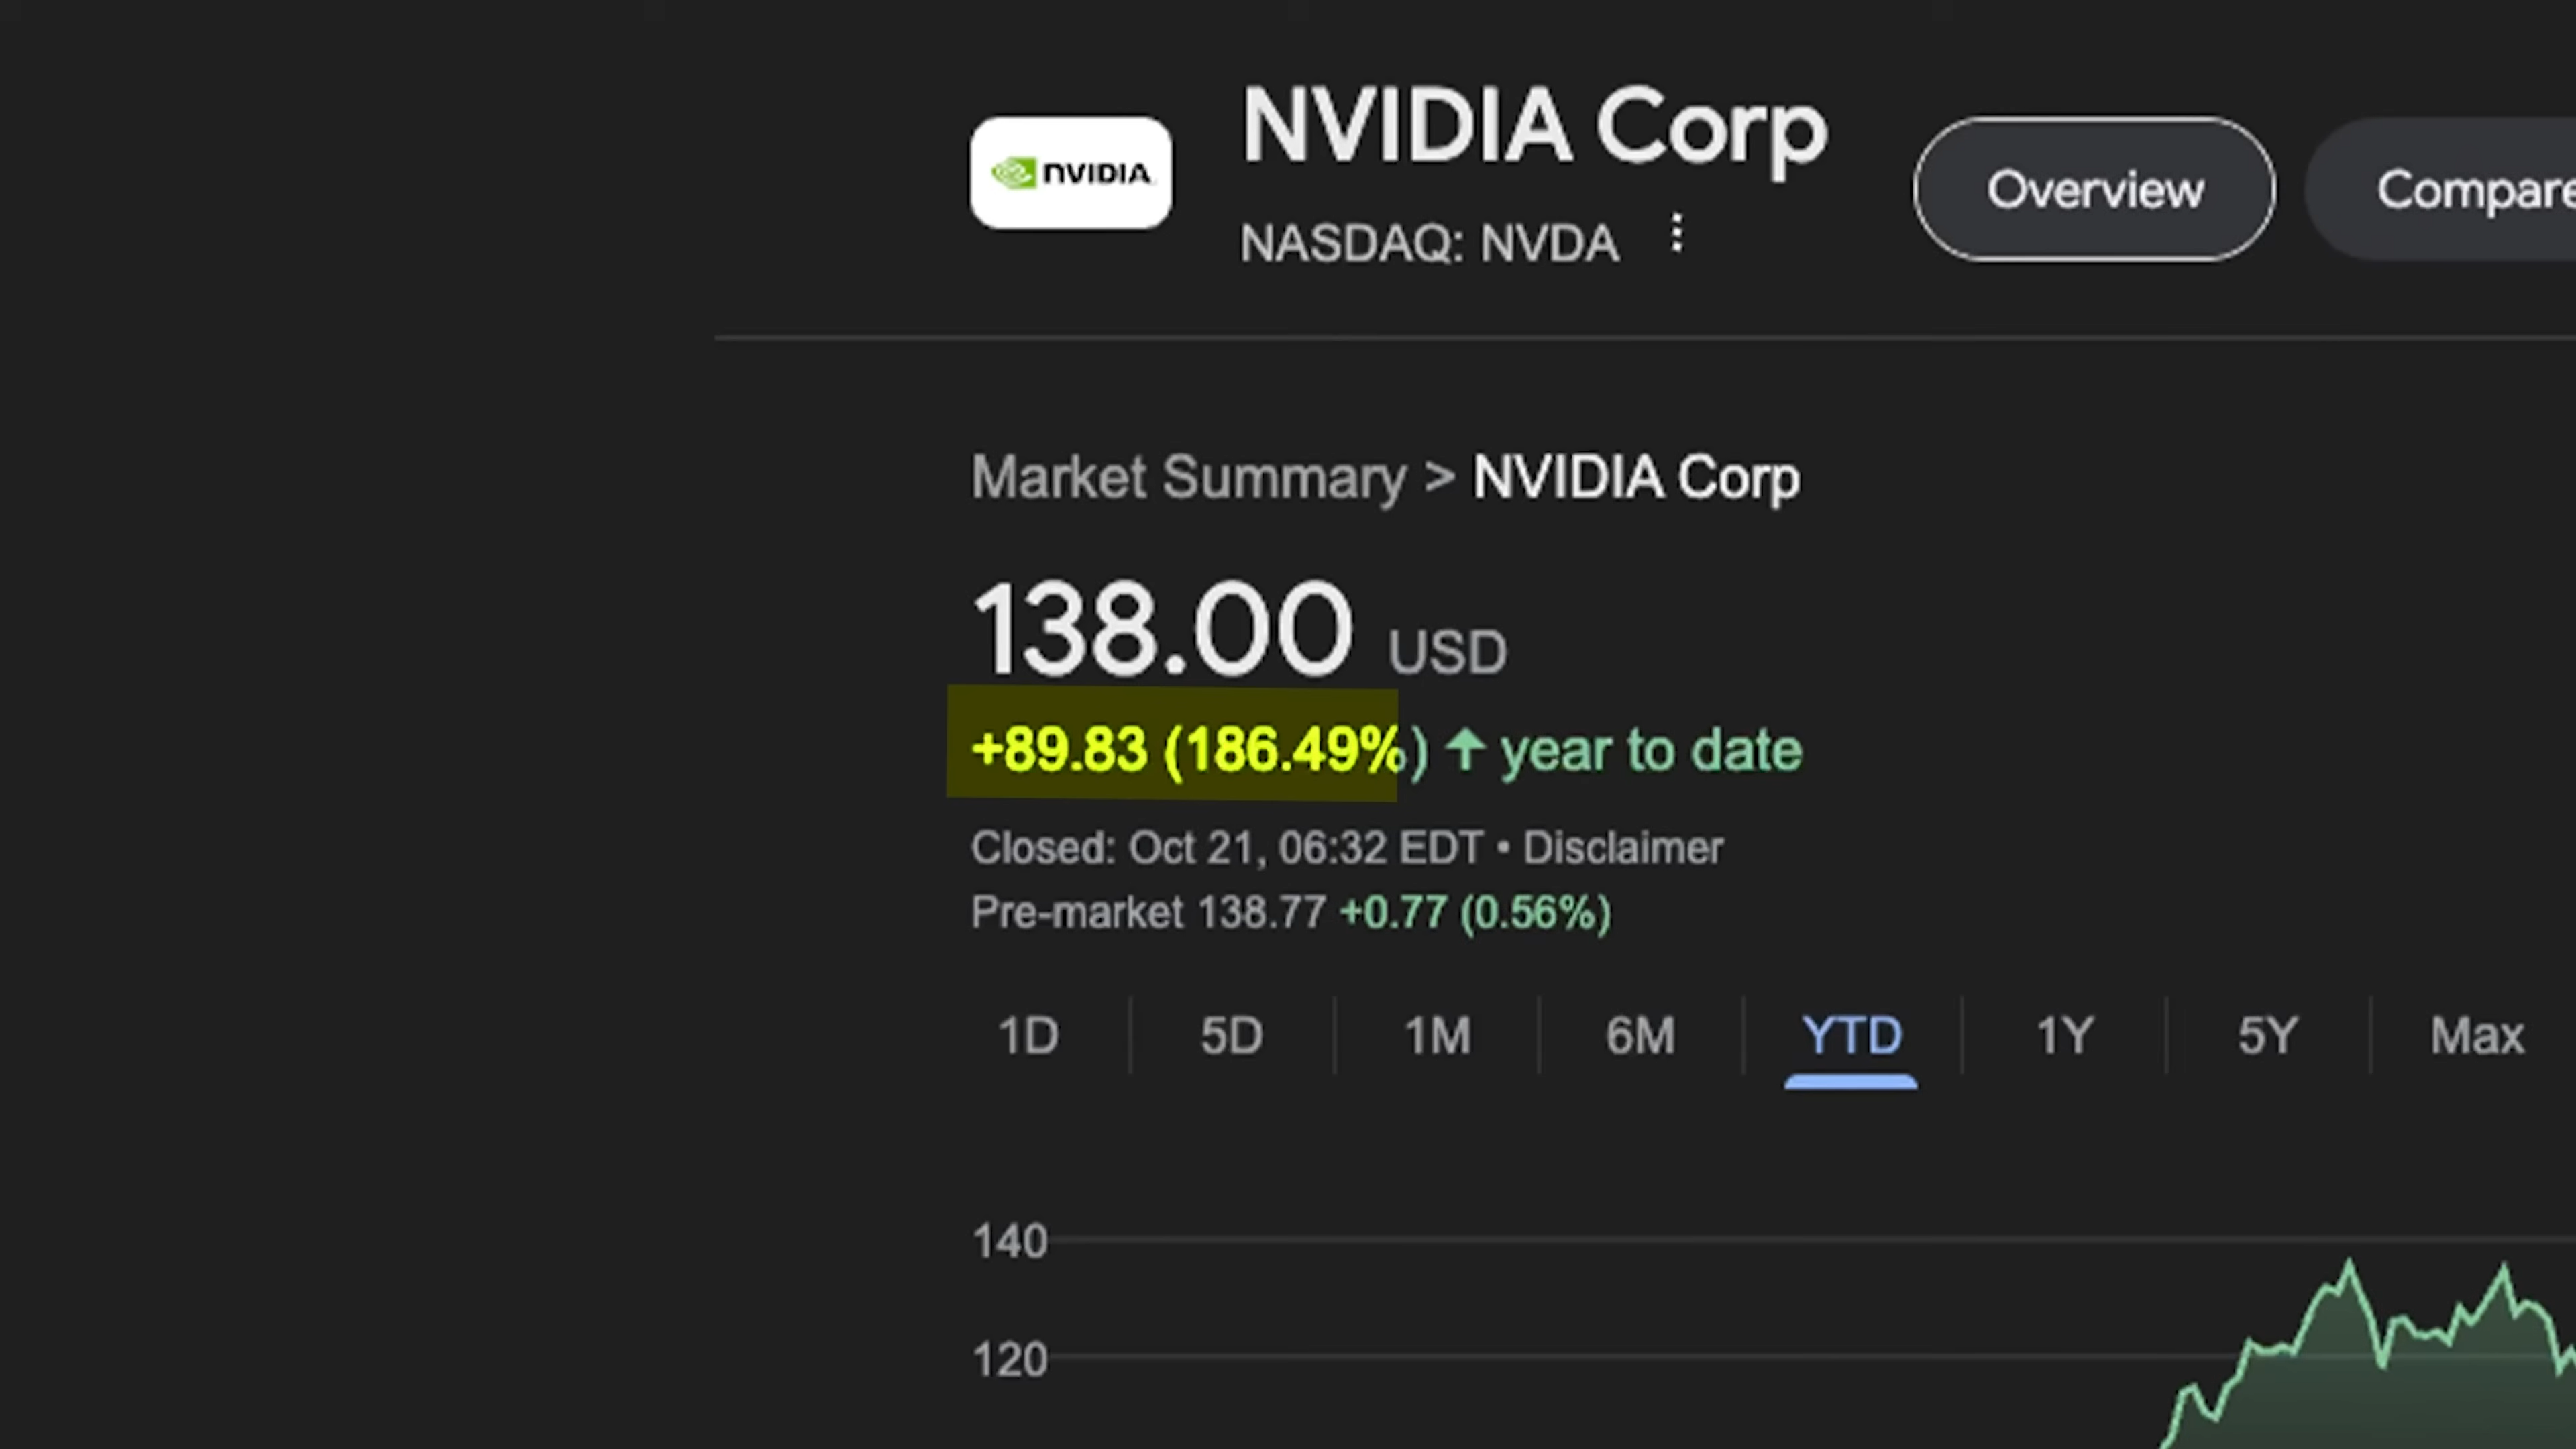 NVIDIA
NVIDIA Corp
NASDAQ: NVDA
Overview
Compare
Market Summary > NVIDIA Corp
138.00 USD
+89.83 (186.49%) ↑ year to date
Closed: Oct 21, 06:32 EDT • Disclaimer
Pre-market 138.77 +0.77 (0.56%)
1D 5D 1M 6M YTD 1Y 5Y Max
140
120